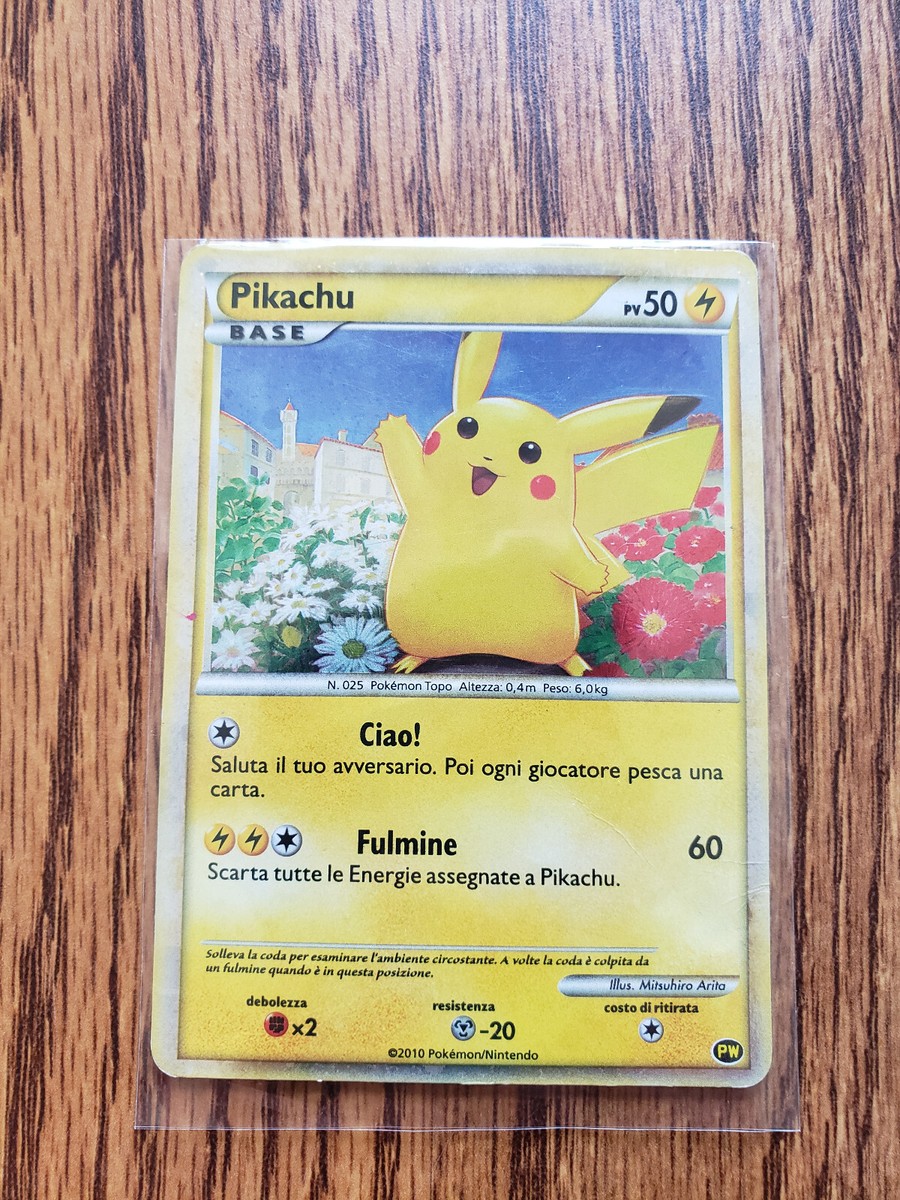 Pikachu
PV 50
BASE
N. 025 Pokémon Topo Altezza: 0,4m Peso: 6,0kg
Ciao!
Saluta il tuo avversario. Poi ogni giocatore pesca una
carta.
Fulmine 60
Scarta tutte le Energie assegnate a Pikachu.
Solleva la coda per esaminare l'ambiente circostante. A volte la coda è colpita da
un fulmine quando è in questa posizione.
Illus. Mitsuhiro Arita
debolezza resistenza costo di ritirata
x2 -20
©2010 Pokémon/Nintendo
PW